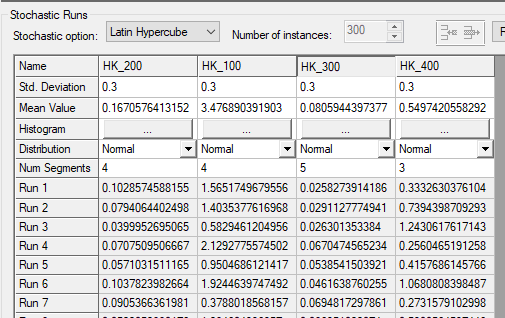 Stochastic Runs
Stochastic option: Latin Hypercube Number of instances: 300
Name HK_200 HK_100 HK_300 HK_400
Std. Deviation 0.3 0.3 0.3 0.3
Mean Value 0.1670576413152 3.476890391903 0.0805944397377 0.5497420558292
Histogram ... ... ... ...
Distribution Normal Normal Normal Normal
Num Segments 4 4 5 3
Run 1 0.1028574588155 1.5651749679556 0.0258273914186 0.3332630376104
Run 2 0.0794064402498 1.4035377616968 0.0291127774941 0.7394398709293
Run 3 0.0399952695065 0.5829461204956 0.026301353384 1.2430617617143
Run 4 0.0707509506667 2.1292775574502 0.0670474565234 0.2560465191258
Run 5 0.0571031511165 0.9504686121417 0.0538541503921 0.4157686145766
Run 6 0.1037823982664 1.9244639747492 0.0461638760255 1.0680808398487
Run 7 0.0905366361981 0.3788018568157 0.0694817297861 0.2731579102998